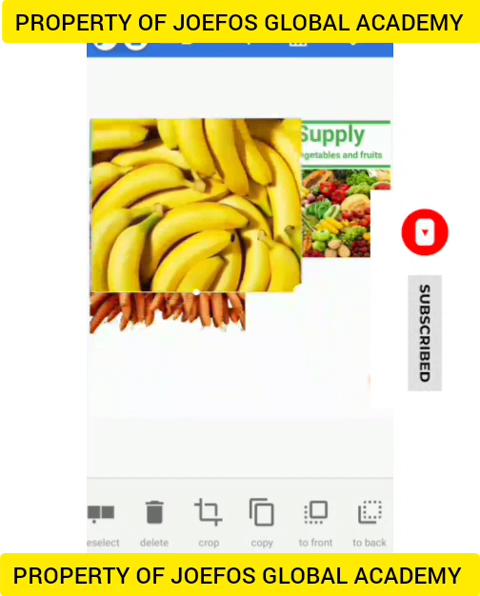 PROPERTY OF JOEFOS GLOBAL ACADEMY
Supply
egetables and fruits
SUBSCRIBED
eselect delete crop copy to front to back
PROPERTY OF JOEFOS GLOBAL ACADEMY